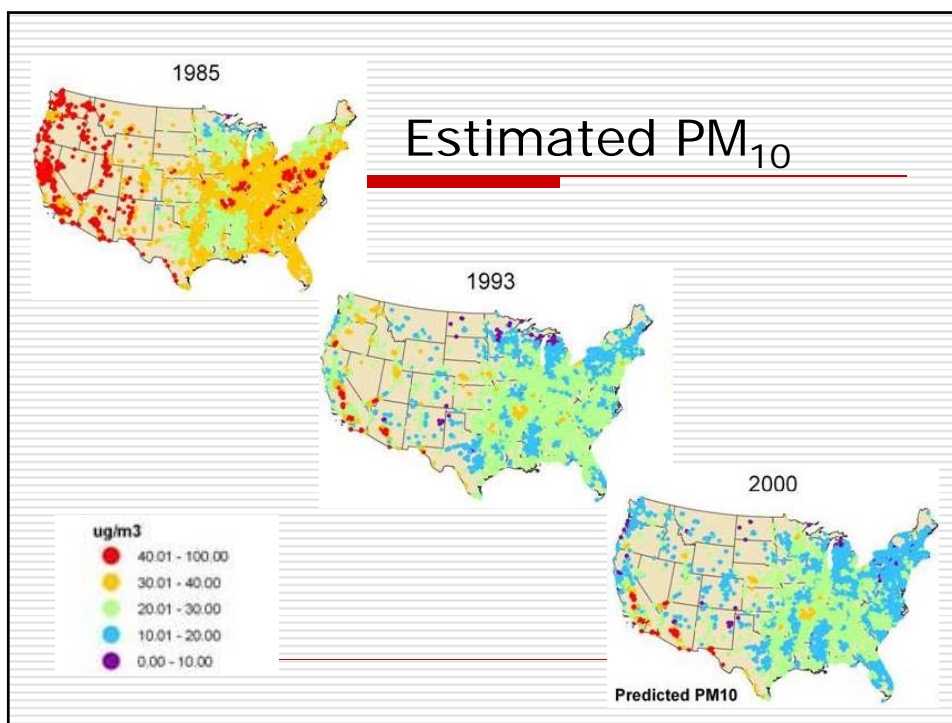 1985
Estimated PM₁₀
1993
2000
ug/m3
40.01 - 100.00
30.01 - 40.00
20.01 - 30.00
10.01 - 20.00
0.00 - 10.00
Predicted PM10